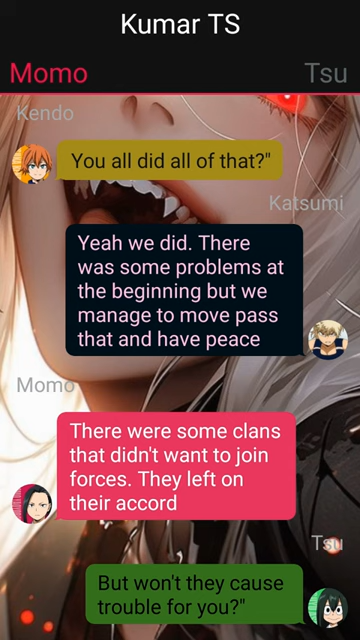 Kumar TS
Momo Tsu
Kendo
You all did all of that?"
Katsumi
Yeah we did. There
was some problems at
the beginning but we
manage to move pass
that and have peace
Momo
There were some clans
that didn't want to join
forces. They left on
their accord
Tsu
But won't they cause
trouble for you?"